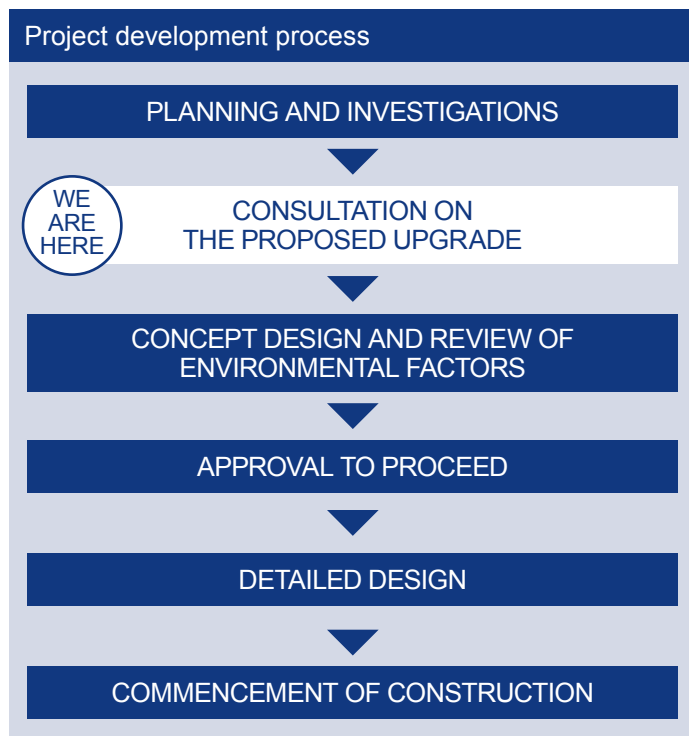 Project development process
PLANNING AND INVESTIGATIONS
WE
ARE
HERE
CONSULTATION ON
THE PROPOSED UPGRADE
CONCEPT DESIGN AND REVIEW OF
ENVIRONMENTAL FACTORS
APPROVAL TO PROCEED
DETAILED DESIGN
COMMENCEMENT OF CONSTRUCTION